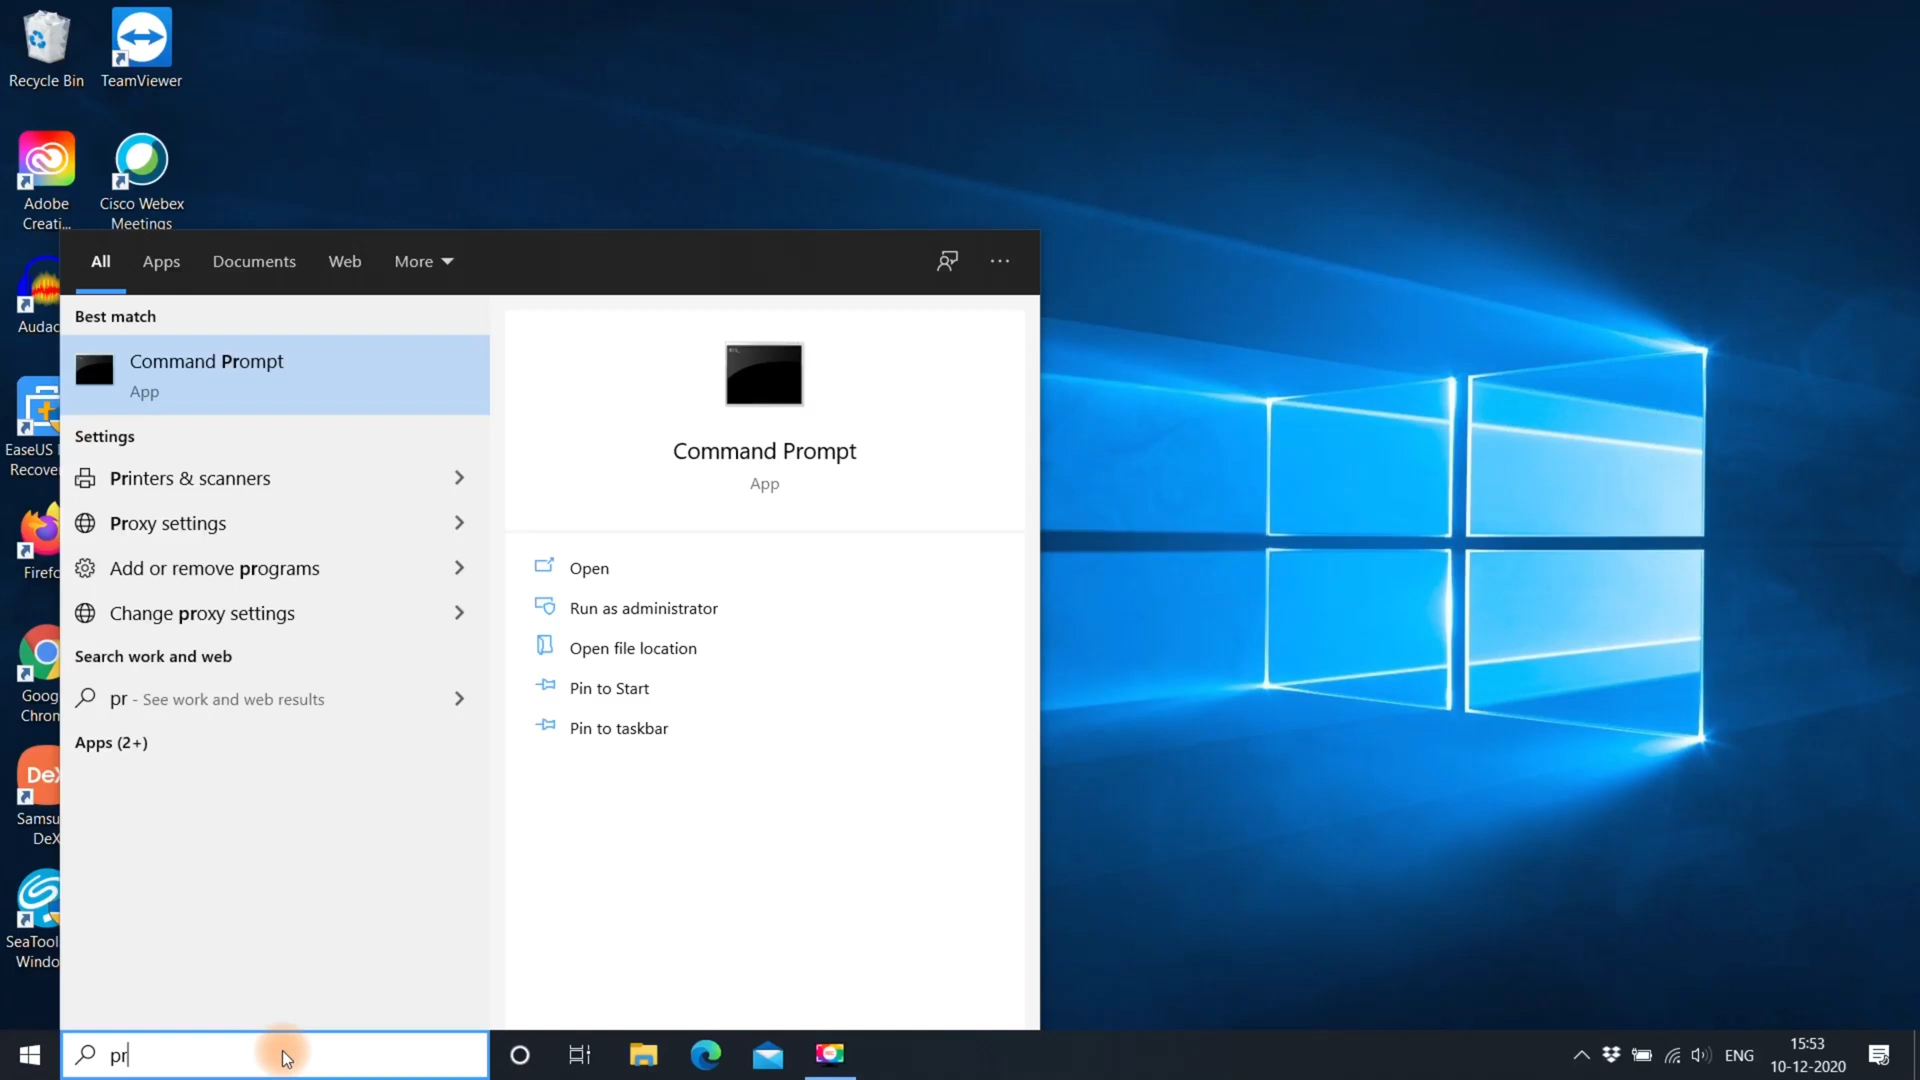 Recycle Bin
TeamViewer
Adobe
Creati...
Cisco Webex
Meetings
Audac
EaseUS
Recover
Firefo
Goog
Chron
DeX
Samsu
DeX
SeaTool
Windo
All
Apps
Documents
Web
More
Best match
Command Prompt
App
Settings
Printers & scanners
Proxy settings
Add or remove programs
Change proxy settings
Search work and web
pr - See work and web results
Apps (2+)
Command Prompt
App
Open
Run as administrator
Open file location
Pin to Start
Pin to taskbar
pr
ENG
15:53
10-12-2020